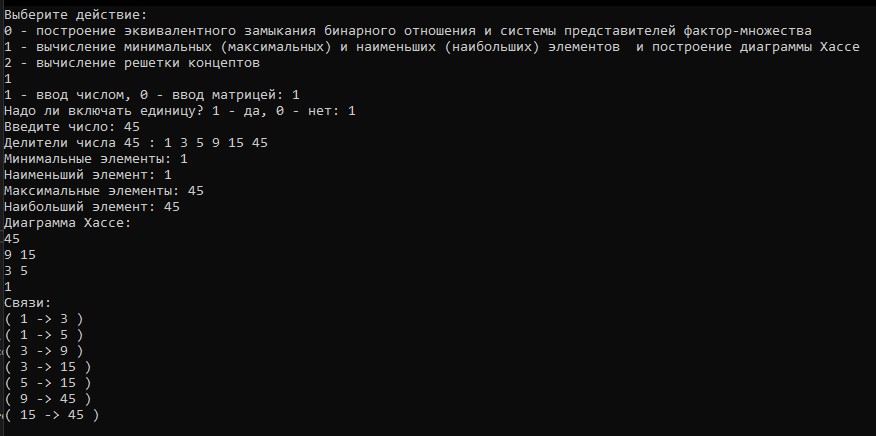 Выберите действие:
0 - построение эквивалентного замыкания бинарного отношения и системы представителей фактор-множества
1 - вычисление минимальных (максимальных) и наименьших (наибольших) элементов  и построение диаграммы Хассе
2 - вычисление решетки концептов
1
1 - ввод числом, 0 - ввод матрицей: 1
Надо ли включать единицу? 1 - да, 0 - нет: 1
Введите число: 45
Делители числа 45 : 1 3 5 9 15 45
Минимальные элементы: 1
Наименьший элемент: 1
Максимальные элементы: 45
Наибольший элемент: 45
Диаграмма Хассе:
45
9 15
3 5
1
Связи:
( 1 -> 3 )
( 1 -> 5 )
( 3 -> 9 )
( 3 -> 15 )
( 5 -> 15 )
( 9 -> 45 )
( 15 -> 45 )